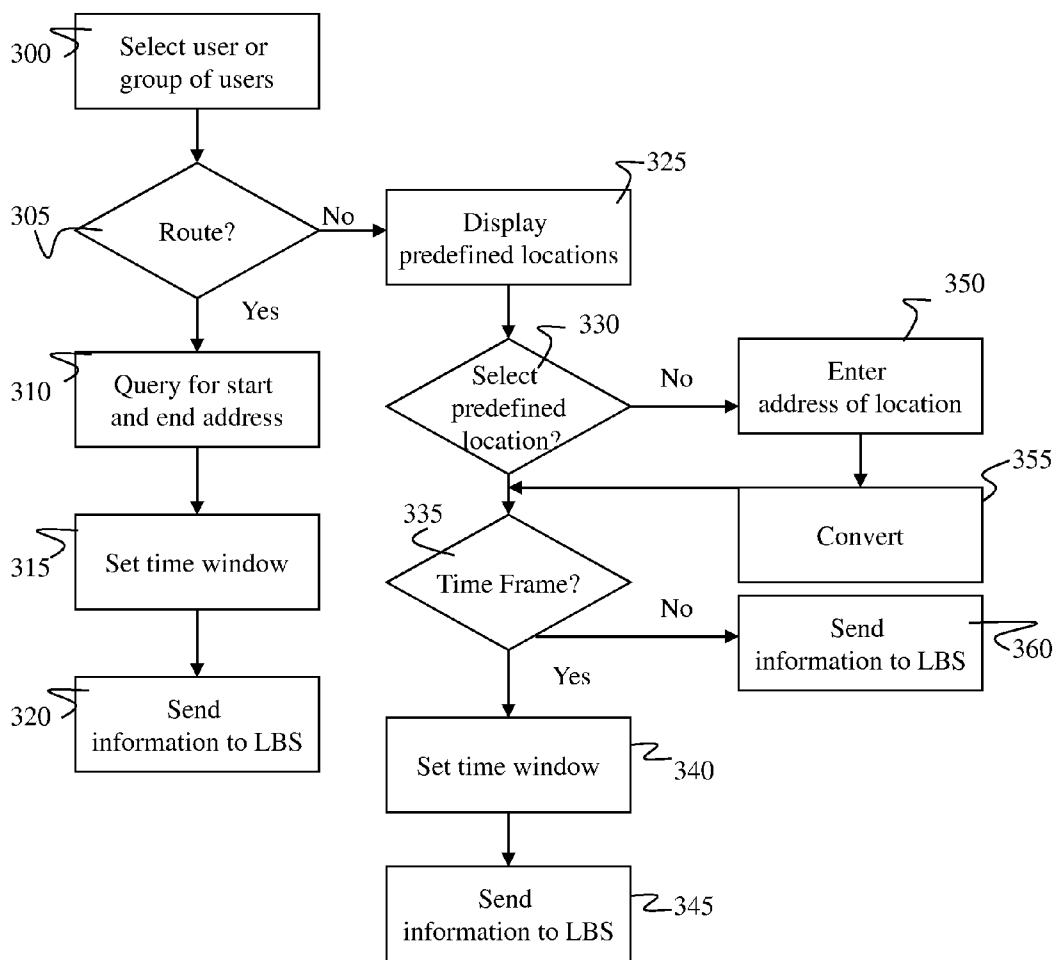 300
Select user or
group of users
305
Route?
No
Yes
325
Display
predefined locations
310
Query for start
and end address
330
Select
predefined
location?
No
350
Enter
address of location
355
Convert
315
Set time window
335
Time Frame?
No
Yes
Send
information to LBS
360
320
Send
information to LBS
Set time window
340
Send
information to LBS
345